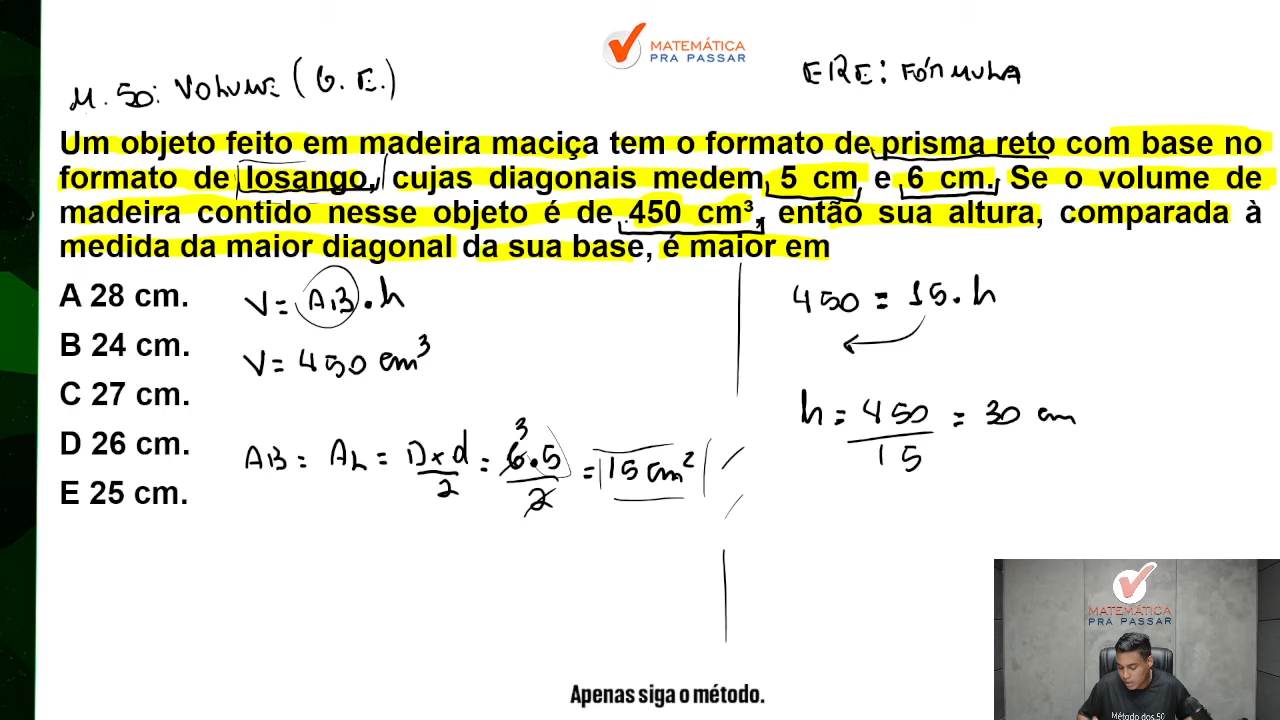 MATEMÁTICA
PRA PASSAR
M. 50: VOLUME (G. E.)
ERE: FÓRMULA
Um objeto feito em madeira maciça tem o formato de prisma reto com base no
formato de losango, cujas diagonais medem 5 cm e 6 cm. Se o volume de
madeira contido nesse objeto é de 450 cm³, então sua altura, comparada à
medida da maior diagonal da sua base, é maior em
A 28 cm.
B 24 cm.
C 27 cm.
D 26 cm.
E 25 cm.
V = AB . h
V = 450 cm³
AB = AL = D x d / 2 = 6 . 5 / 2 = 15 cm²
3
450 = 15 . h
h = 450 / 15 = 30 cm
MATEMÁTICA
PRA PASSAR
Método dos 50
Apenas siga o método.